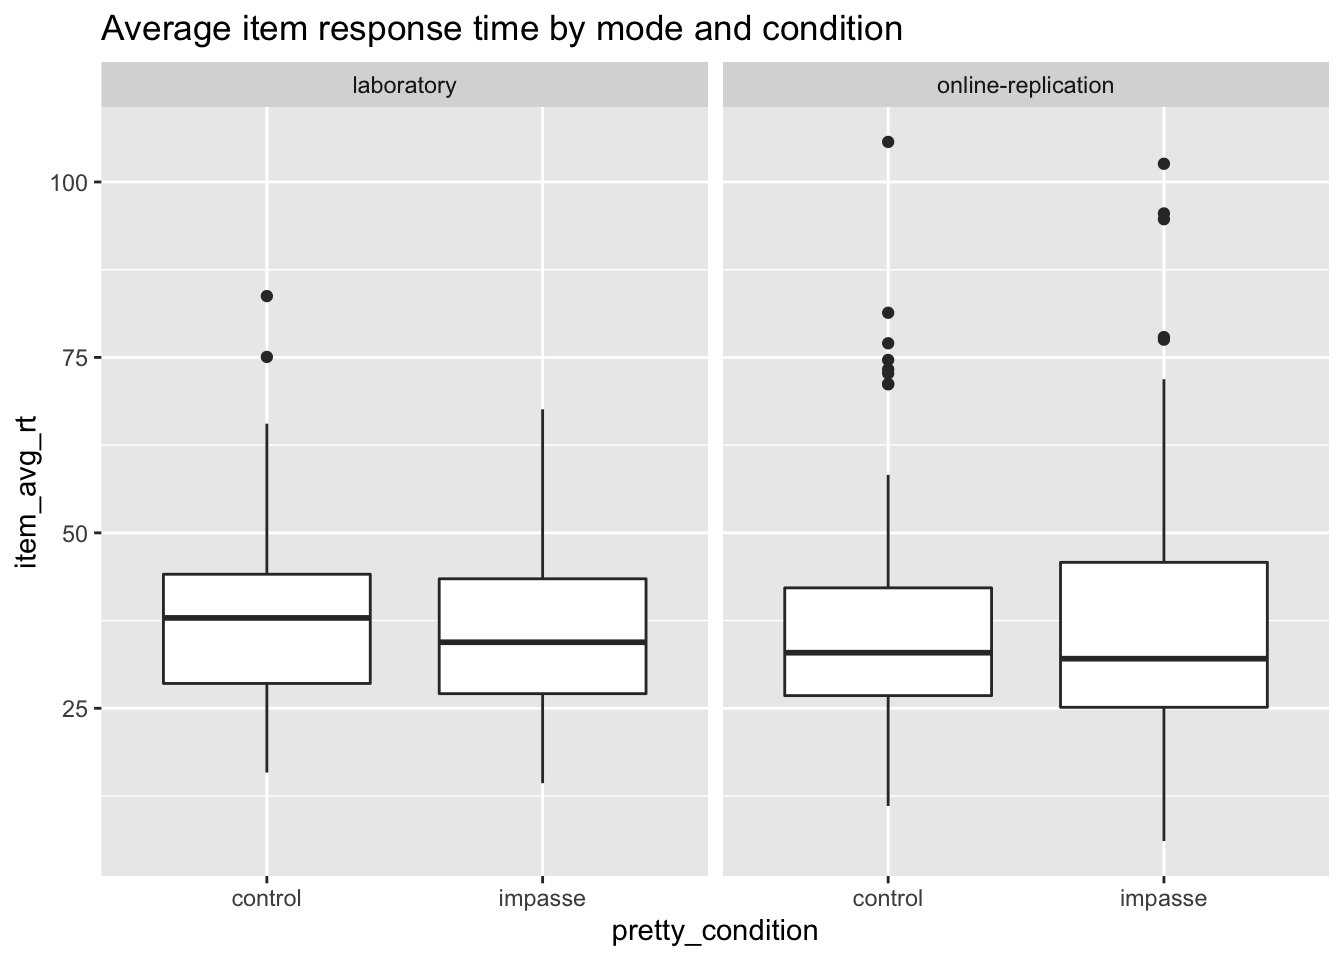 Average item response time by mode and condition
laboratory
online-replication
item_avg_rt
100
75
50
25
control
impasse
control
impasse
pretty_condition